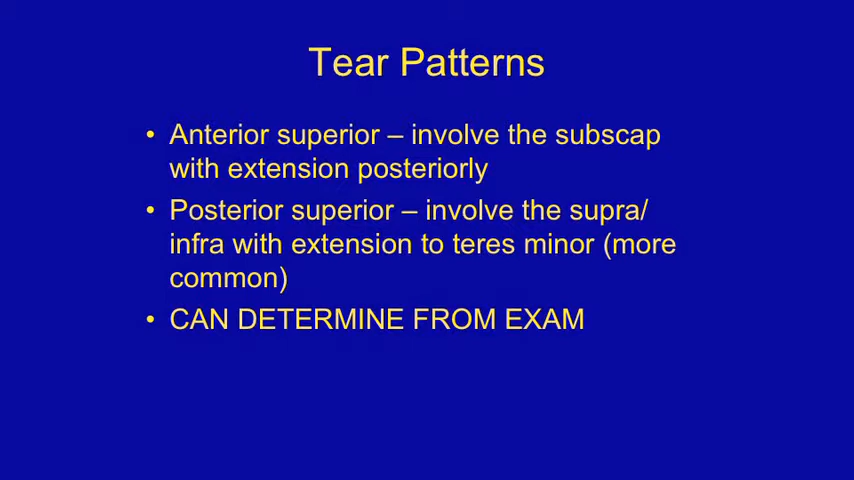 Tear Patterns
• Anterior superior – involve the subscap
with extension posteriorly
• Posterior superior – involve the supra/
infra with extension to teres minor (more
common)
• CAN DETERMINE FROM EXAM